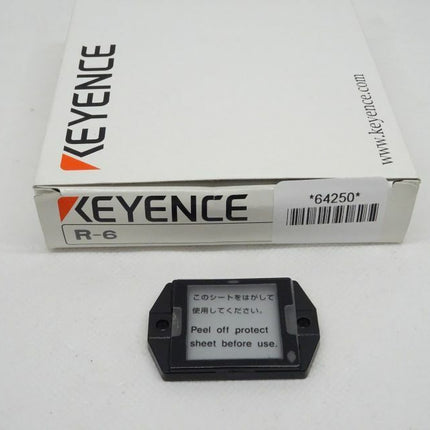 KEYENCE
www.keyence.com
KEYENCE
R-6
*64250*
このシートをはがして
使用してください。
Peel off protect
sheet before use.